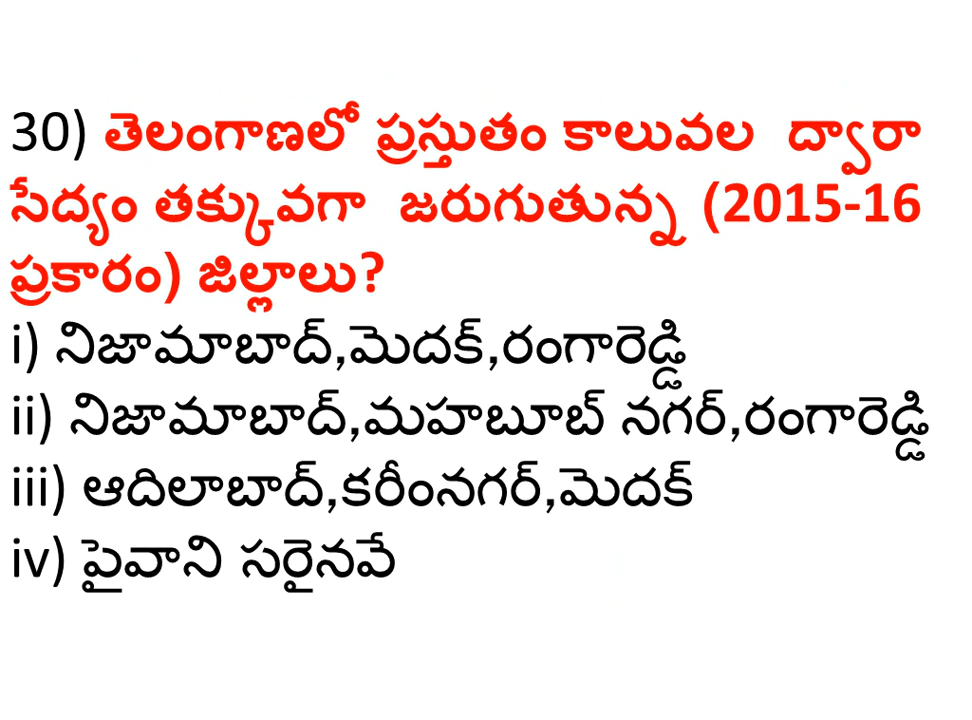 30) తెలంగాణలో ప్రస్తుతం కాలువల ద్వారా
సేద్యం తక్కువగా జరుగుతున్న (2015-16
ప్రకారం) జిల్లాలు?
i) నిజామాబాద్,మెదక్,రంగారెడ్డి
ii) నిజామాబాద్,మహబూబ్ నగర్,రంగారెడ్డి
iii) ఆదిలాబాద్,కరీంనగర్,మెదక్
iv) పైవాని సరైనవే